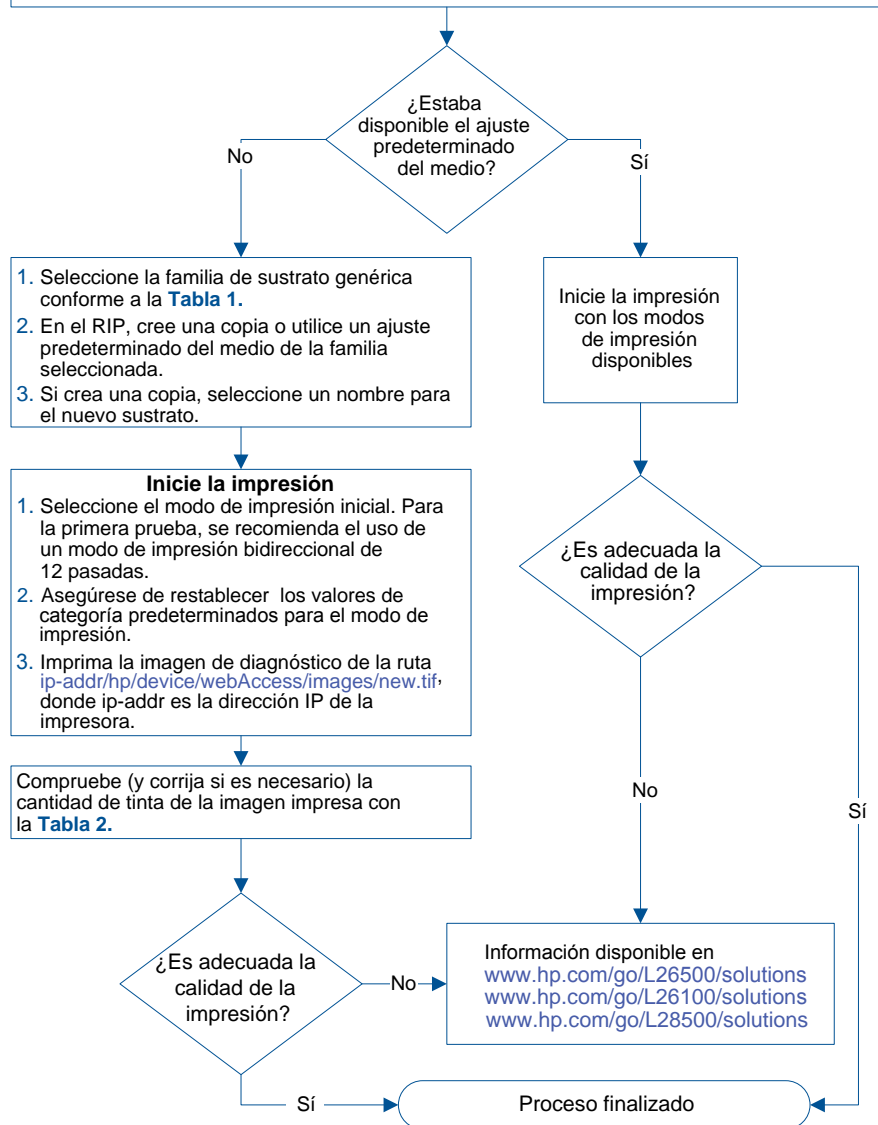 ¿Estaba
disponible el ajuste
predeterminado
del medio?
No
Sí
1. Seleccione la familia de sustrato genérica
conforme a la Tabla 1.
2. En el RIP, cree una copia o utilice un ajuste
predeterminado del medio de la familia
seleccionada.
3. Si crea una copia, seleccione un nombre para
el nuevo sustrato.
Inicie la impresión
con los modos
de impresión
disponibles
Inicie la impresión
1. Seleccione el modo de impresión inicial. Para
la primera prueba, se recomienda el uso de
un modo de impresión bidireccional de
12 pasadas.
2. Asegúrese de restablecer los valores de
categoría predeterminados para el modo de
impresión.
3. Imprima la imagen de diagnóstico de la ruta
ip-addr/hp/device/webAccess/images/new.tif,
donde ip-addr es la dirección IP de la
impresora.
¿Es adecuada la
calidad de la
impresión?
Compruebe (y corrija si es necesario) la
cantidad de tinta de la imagen impresa con
la Tabla 2.
No
Sí
¿Es adecuada la
calidad de la
impresión?
No
Información disponible en
www.hp.com/go/L26500/solutions
www.hp.com/go/L26100/solutions
www.hp.com/go/L28500/solutions
Sí
Proceso finalizado